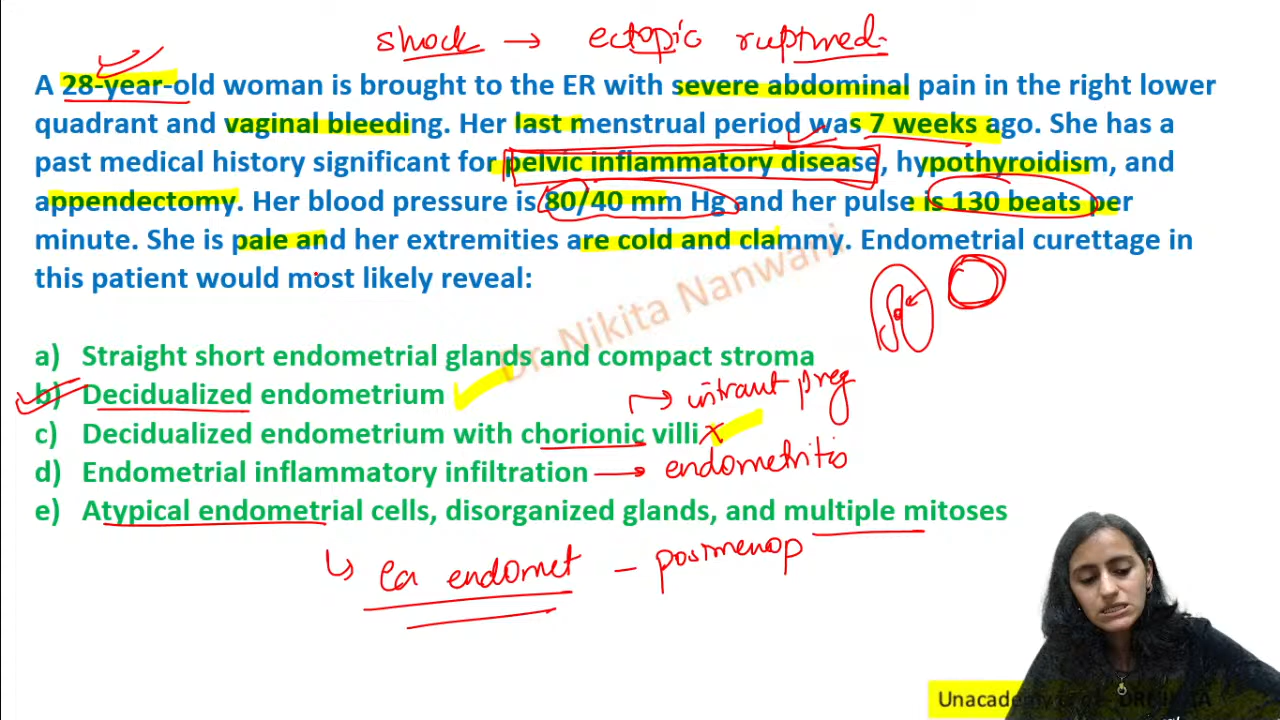 shock → ectopic ruptured.
A 28-year-old woman is brought to the ER with severe abdominal pain in the right lower
quadrant and vaginal bleeding. Her last menstrual period was 7 weeks ago. She has a
past medical history significant for pelvic inflammatory disease, hypothyroidism, and
appendectomy. Her blood pressure is 80/40 mm Hg and her pulse is 130 beats per
minute. She is pale and her extremities are cold and clammy. Endometrial curettage in
this patient would most likely reveal:
Dr. Nikita Nanwani
a) Straight short endometrial glands and compact stroma
b) Decidualized endometrium
→ intraut preg
c) Decidualized endometrium with chorionic villi x
d) Endometrial inflammatory infiltration → endometritis
e) Atypical endometrial cells, disorganized glands, and multiple mitoses
↳ ca endomet – postmenop
Unacademy